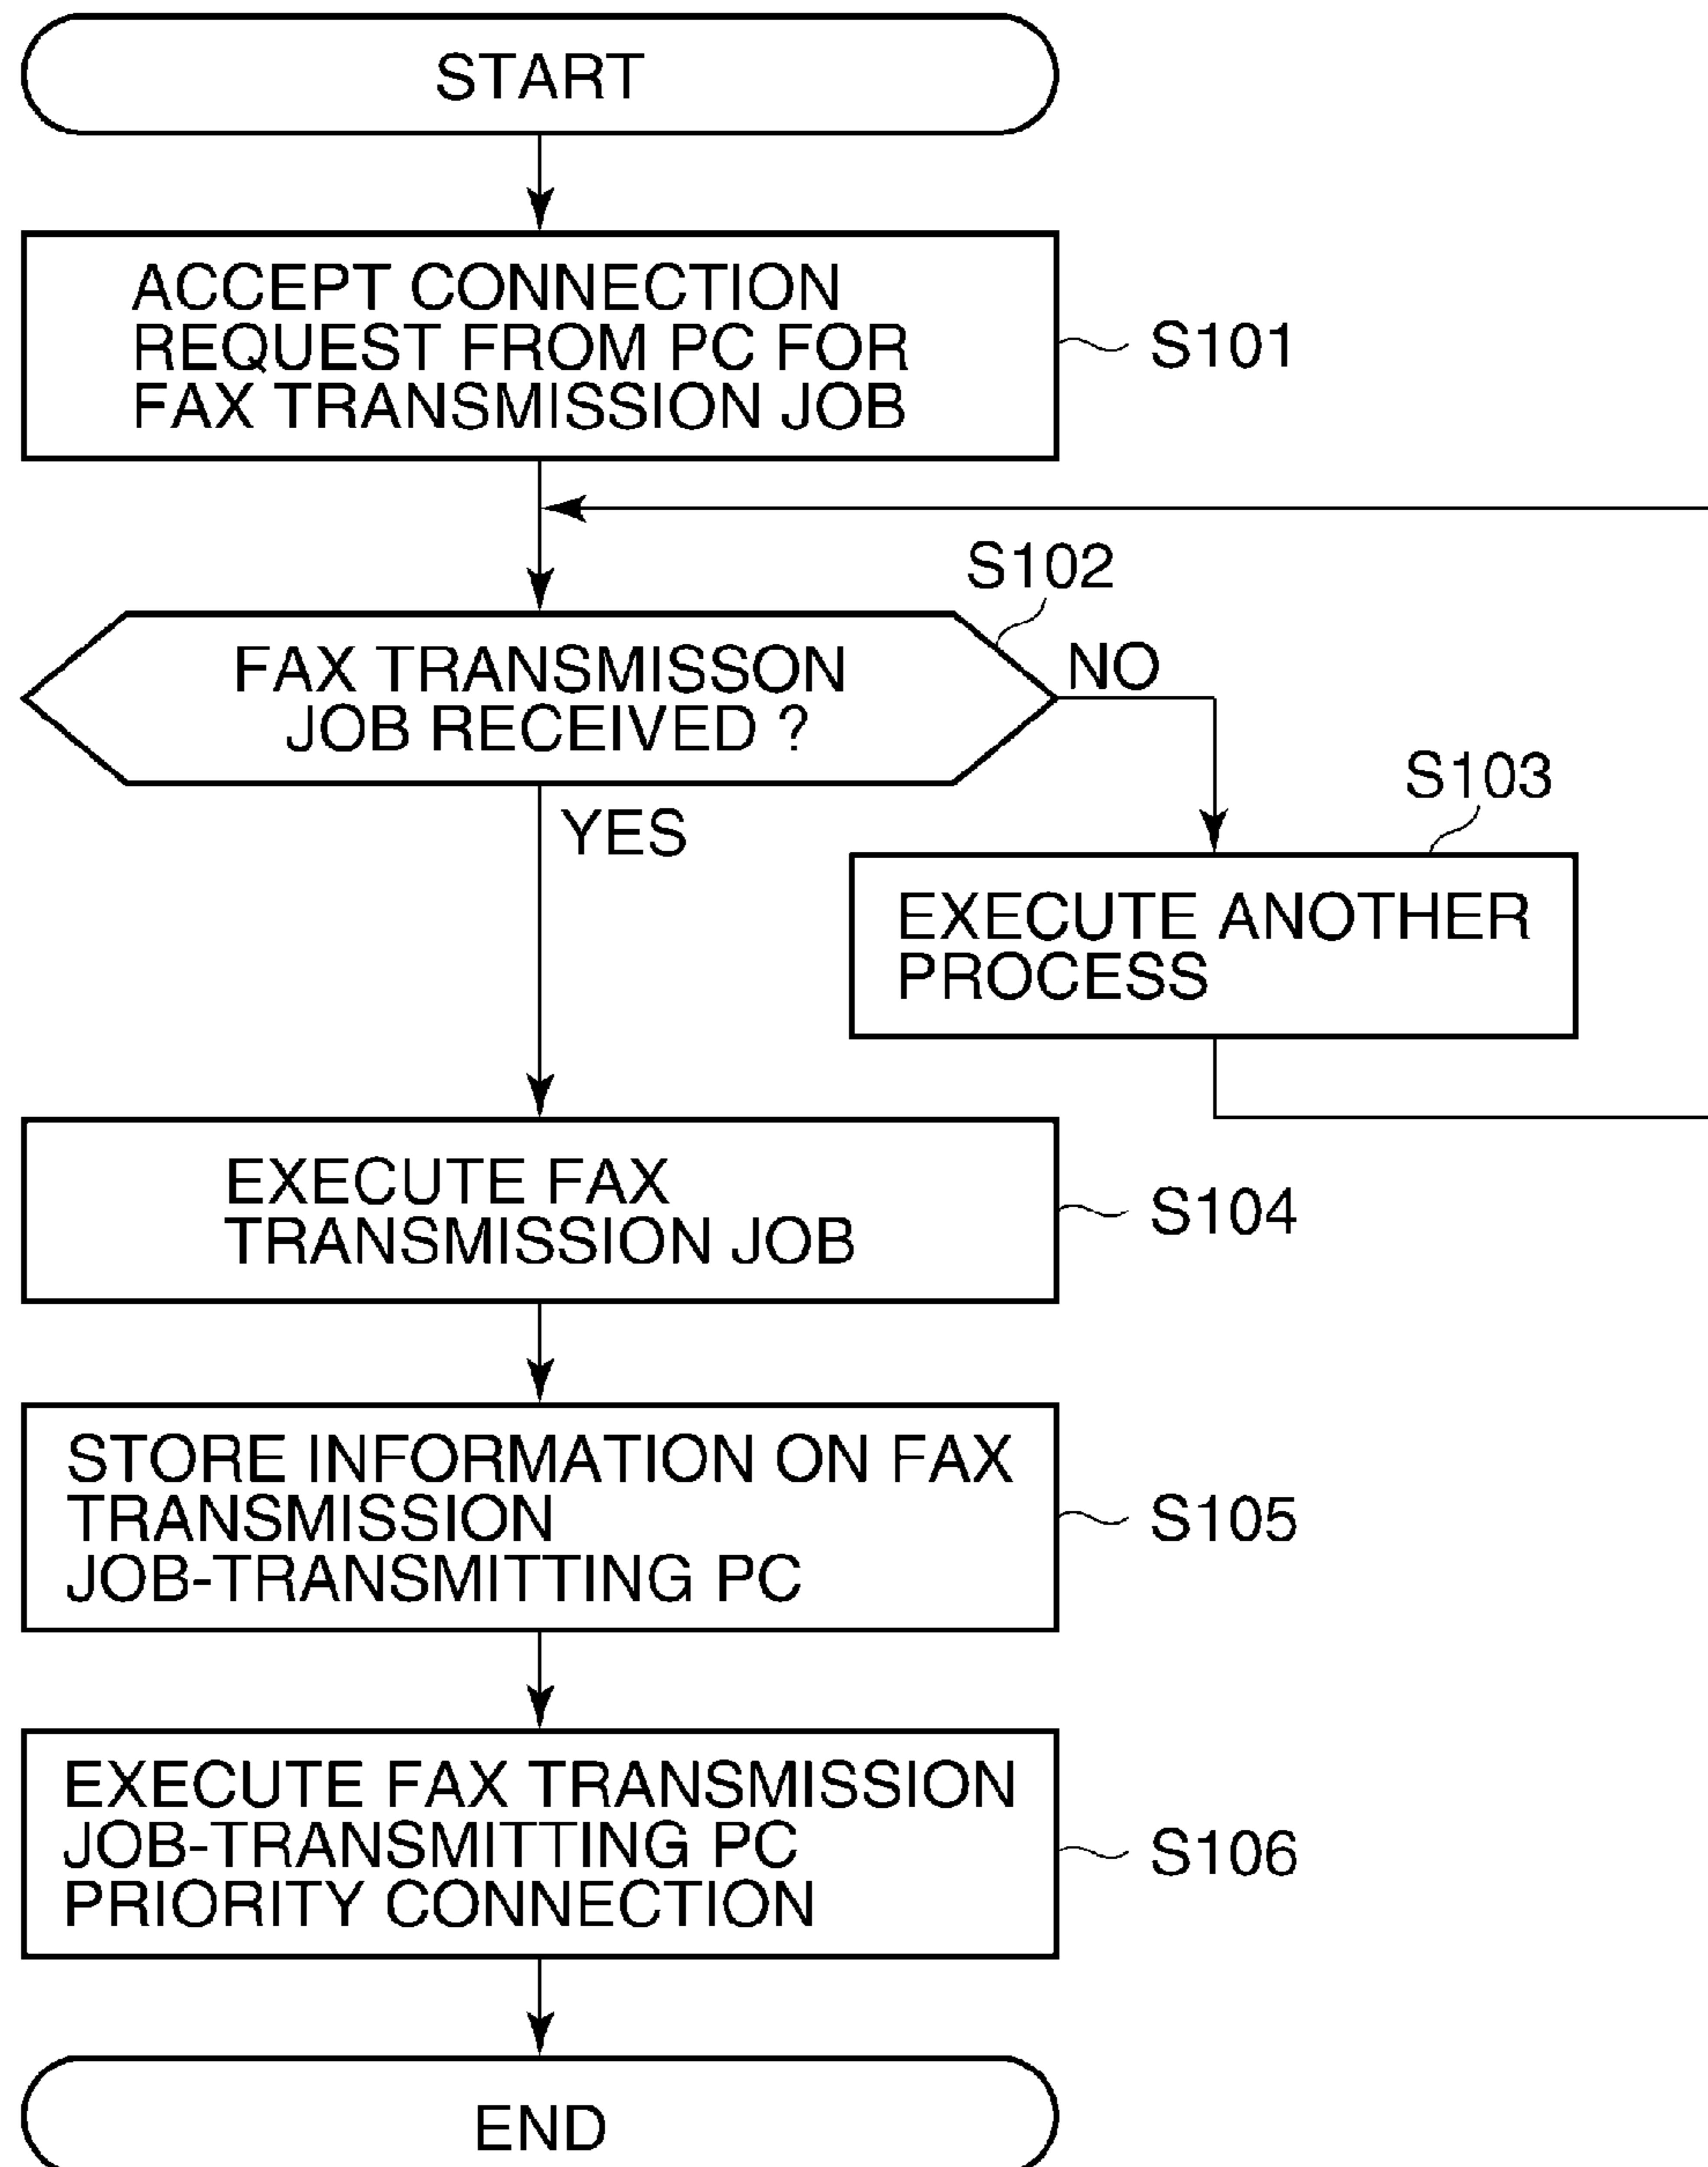 START
ACCEPT CONNECTION
REQUEST FROM PC FOR
FAX TRANSMISSION JOB
S101
S102
FAX TRANSMISSON
JOB RECEIVED ?
NO
YES
S103
EXECUTE ANOTHER
PROCESS
EXECUTE FAX
TRANSMISSION JOB
S104
STORE INFORMATION ON FAX
TRANSMISSION
JOB-TRANSMITTING PC
S105
EXECUTE FAX TRANSMISSION
JOB-TRANSMITTING PC
PRIORITY CONNECTION
S106
END